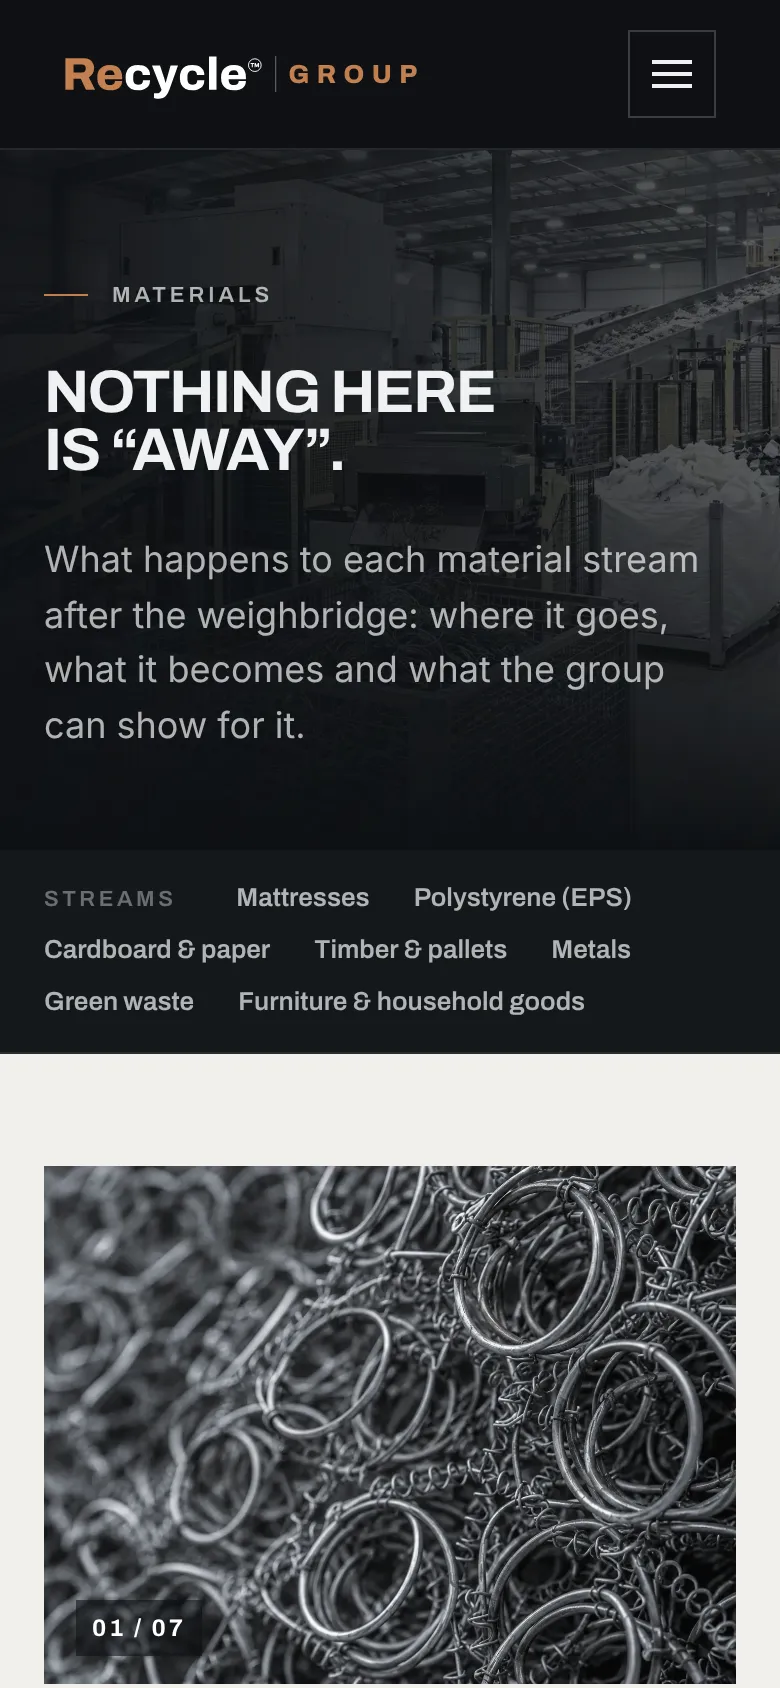 Recycle™ GROUP
MATERIALS
NOTHING HERE
IS “AWAY”.
What happens to each material stream
after the weighbridge: where it goes,
what it becomes and what the group
can show for it.
STREAMS Mattresses Polystyrene (EPS)
Cardboard & paper Timber & pallets Metals
Green waste Furniture & household goods
01 / 07